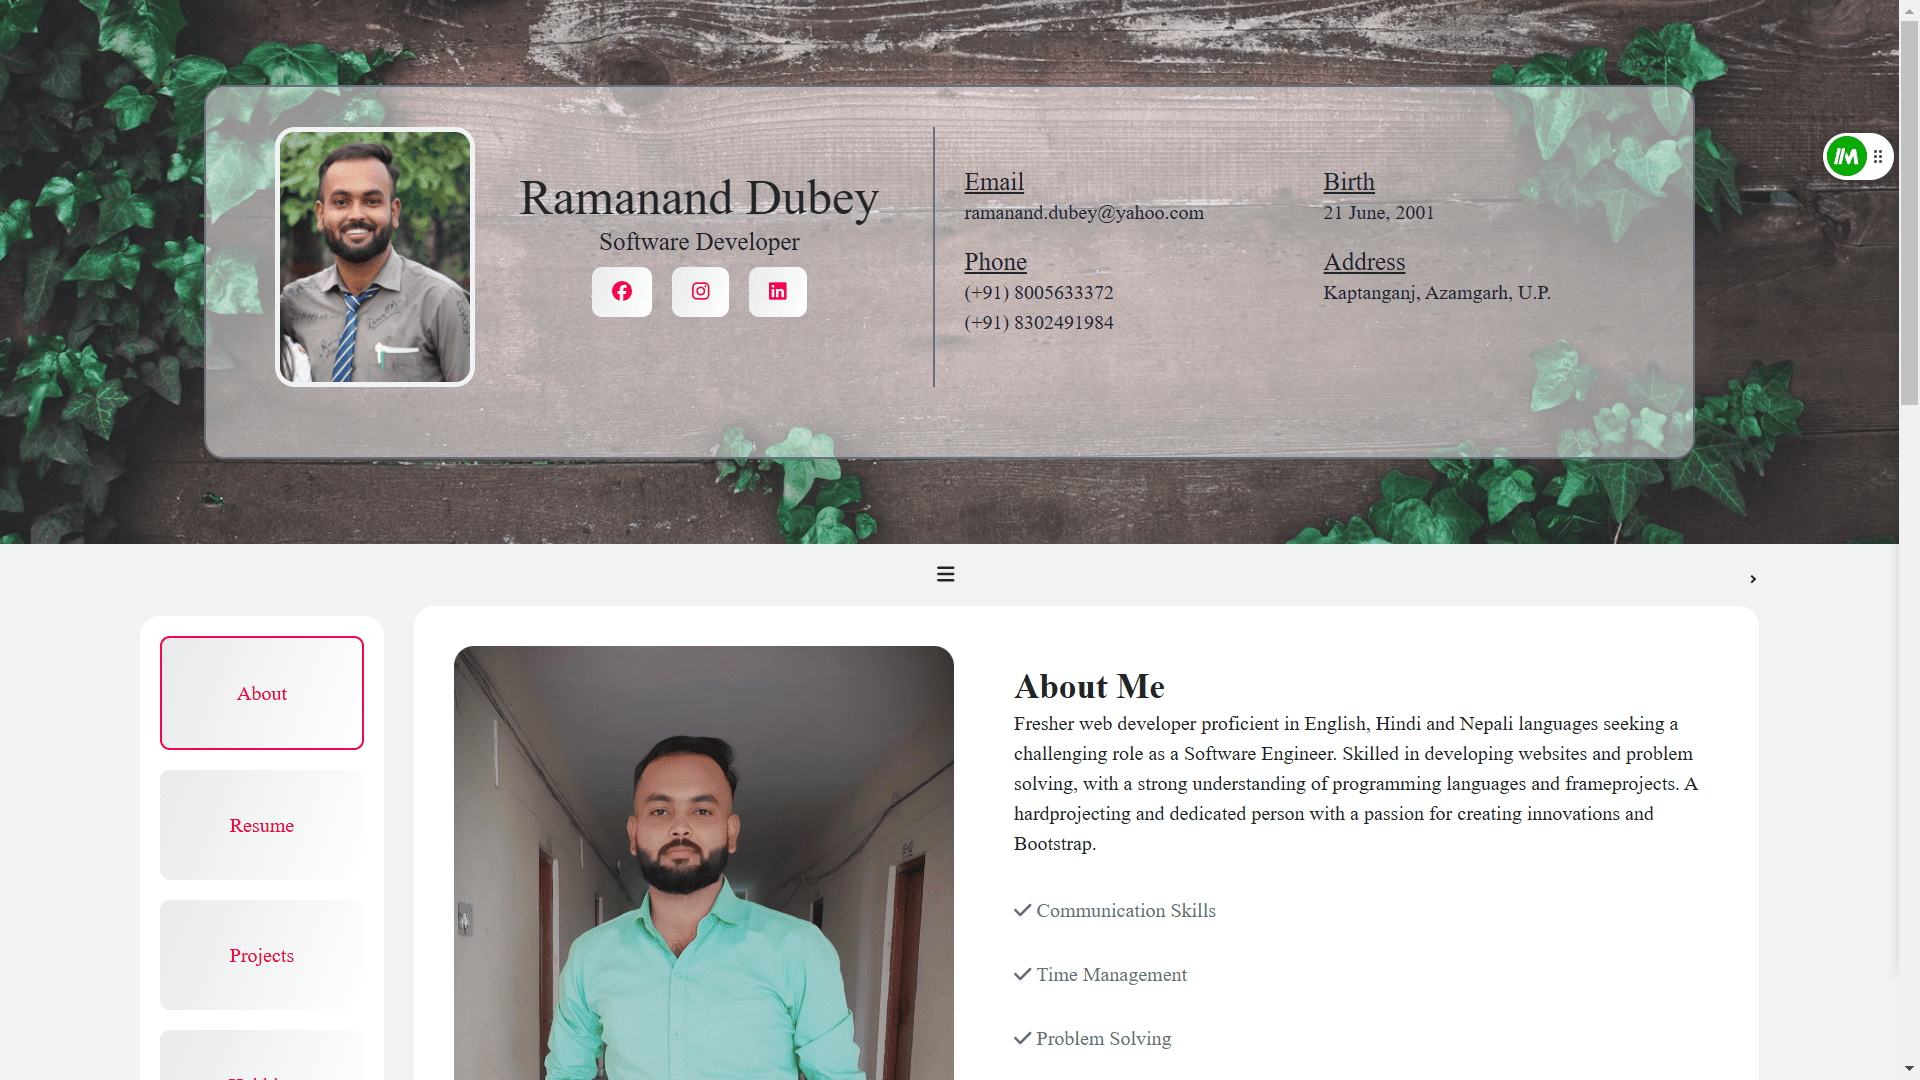 Ramanand Dubey
Software Developer
Email
ramanand.dubey@yahoo.com
Phone
(+91) 8005633372
(+91) 8302491984
Birth
21 June, 2001
Address
Kaptanganj, Azamgarh, U.P.
About
Resume
Projects
About Me
Fresher web developer proficient in English, Hindi and Nepali languages seeking a
challenging role as a Software Engineer. Skilled in developing websites and problem
solving, with a strong understanding of programming languages and frameprojects. A
hardprojecting and dedicated person with a passion for creating innovations and
Bootstrap.
Communication Skills
Time Management
Problem Solving